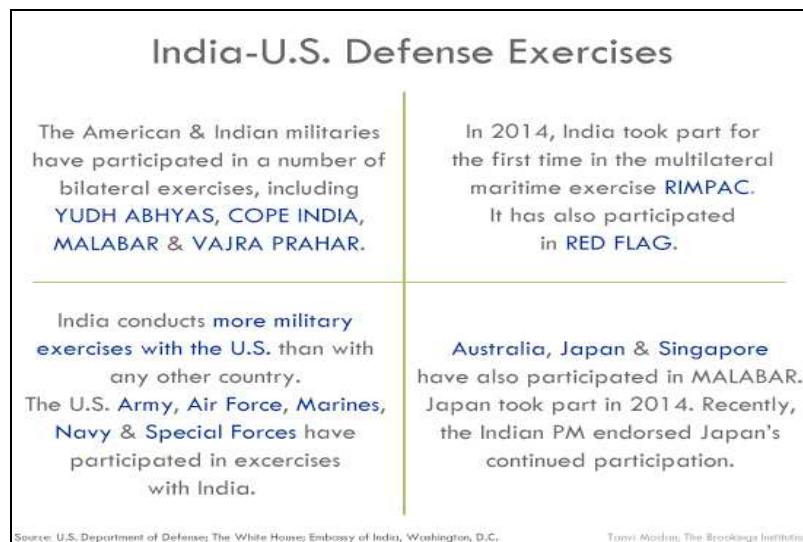 India-U.S. Defense Exercises
The American & Indian militaries
have participated in a number of
bilateral exercises, including
YUDH ABHYAS, COPE INDIA,
MALABAR & VAJRA PRAHAR.
In 2014, India took part for
the first time in the multilateral
maritime exercise RIMPAC.
It has also participated
in RED FLAG.
India conducts more military
exercises with the U.S. than with
any other country.
The U.S. Army, Air Force, Marines,
Navy & Special Forces have
participated in excercises
with India.
Australia, Japan & Singapore
have also participated in MALABAR.
Japan took part in 2014. Recently,
the Indian PM endorsed Japan's
continued participation.
Source: U.S. Department of Defense; The White House; Embassy of India, Washington, D.C.
Tanvi Madan, The Brookings Institutio